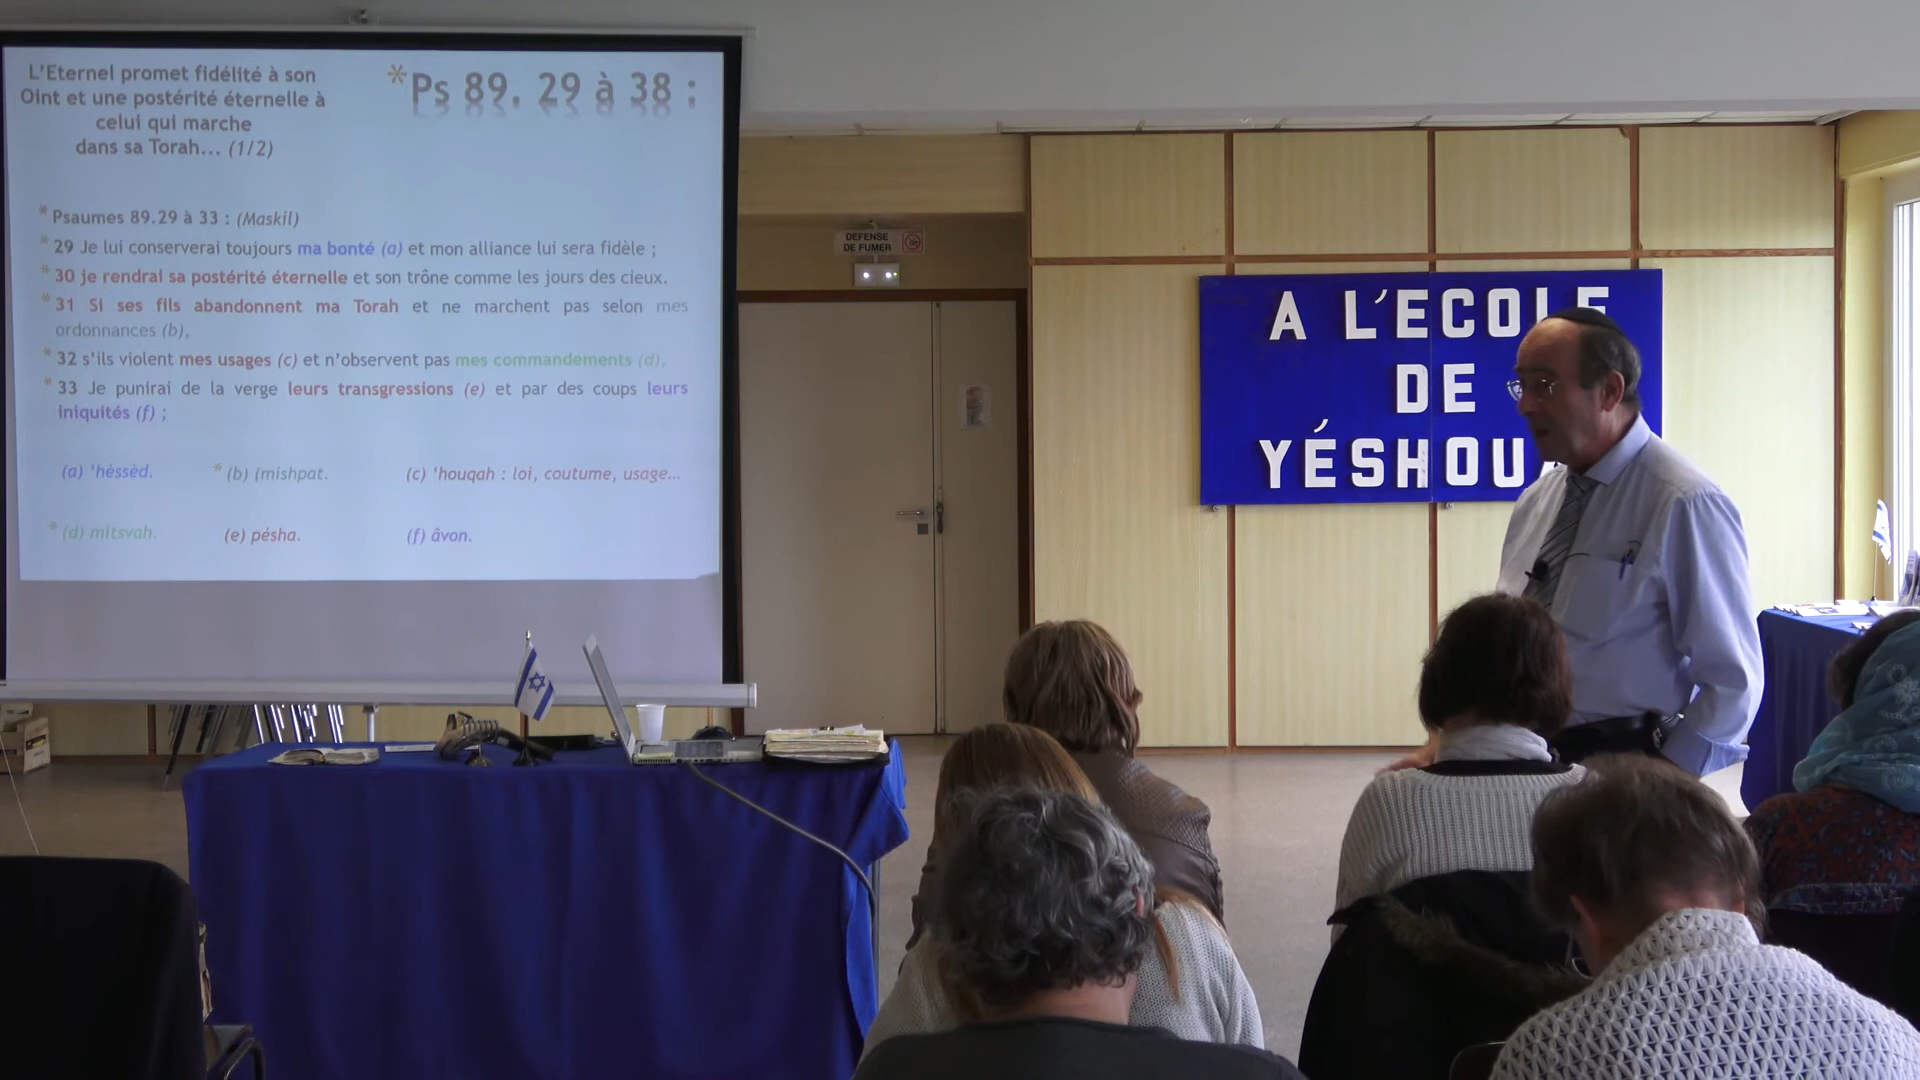 L'Eternel promet fidélité à son
Oint et une postérité éternelle à
celui qui marche
dans sa Torah... (1/2)
* Ps 89. 29 à 38 :
* Psaumes 89.29 à 33 : (Maskil)
* 29 Je lui conserverai toujours ma bonté (a) et mon alliance lui sera fidèle ;
* 30 je rendrai sa postérité éternelle et son trône comme les jours des cieux.
* 31 Si ses fils abandonnent ma Torah et ne marchent pas selon mes
ordonnances (b),
* 32 s'ils violent mes usages (c) et n'observent pas mes commandements (d),
* 33 Je punirai de la verge leurs transgressions (e) et par des coups leurs
iniquités (f) ;
(a) 'hèssèd.
* (b) (mishpat.
(c) 'houqah : loi, coutume, usage...
* (d) mitsvah.
(e) pésha.
(f) âvon.
DEFENSE
DE FUMER
A L'ECOLE
DE
YÉSHOU